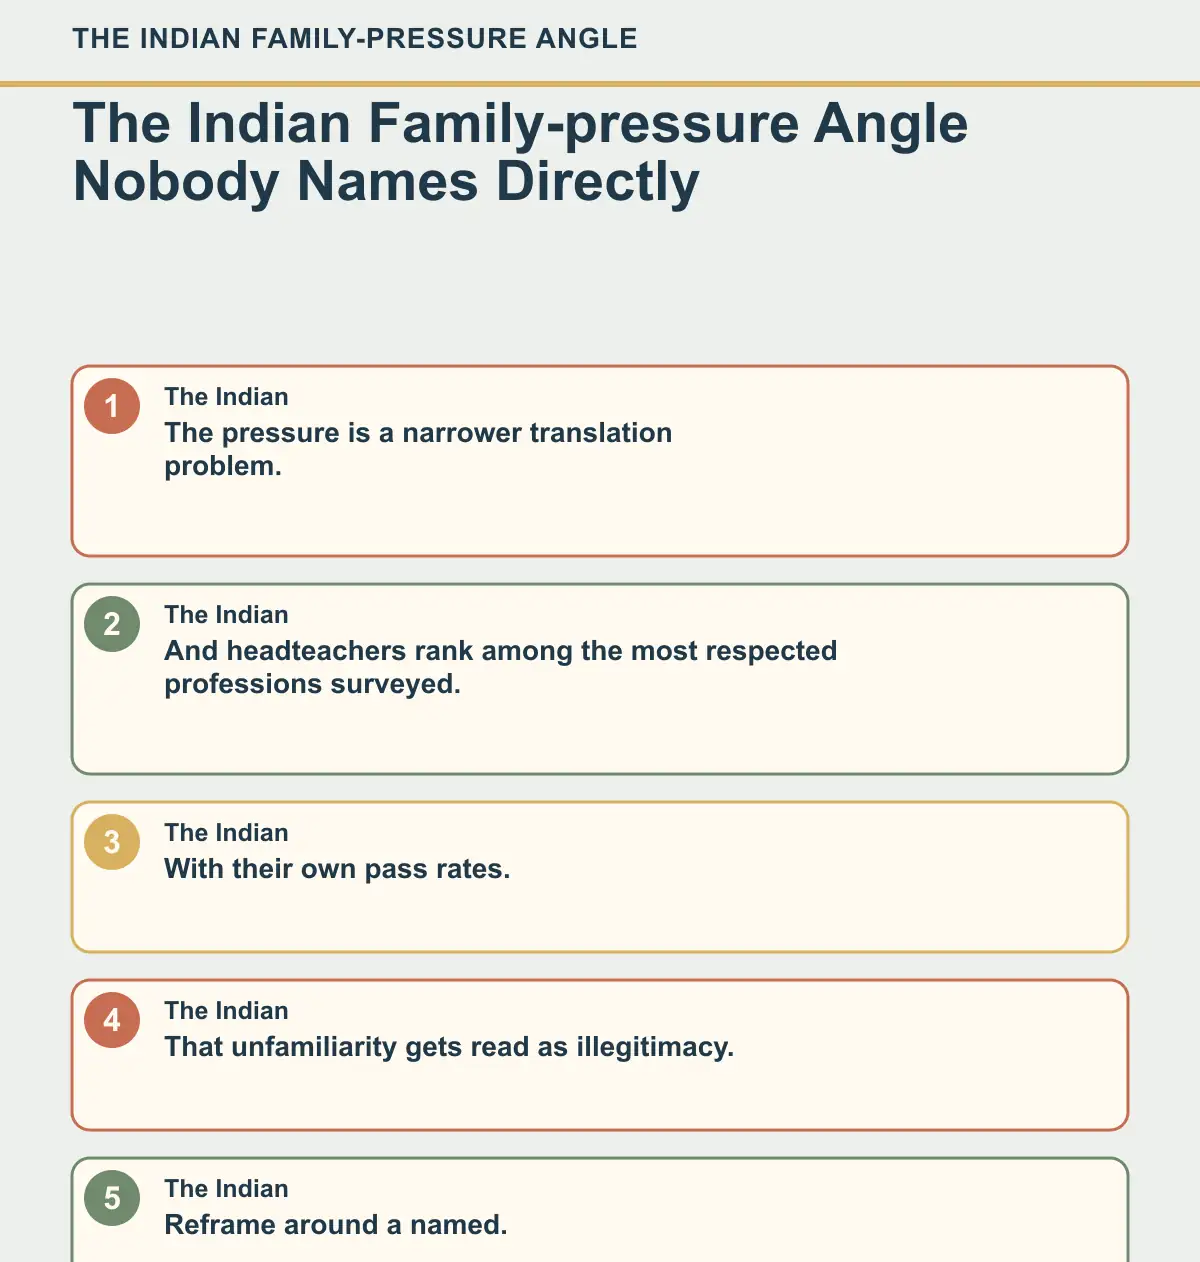 THE INDIAN FAMILY-PRESSURE ANGLE
The Indian Family-pressure Angle
Nobody Names Directly
1
The Indian
The pressure is a narrower translation
problem.
2
The Indian
And headteachers rank among the most respected
professions surveyed.
3
The Indian
With their own pass rates.
4
The Indian
That unfamiliarity gets read as illegitimacy.
5
The Indian
Reframe around a named.